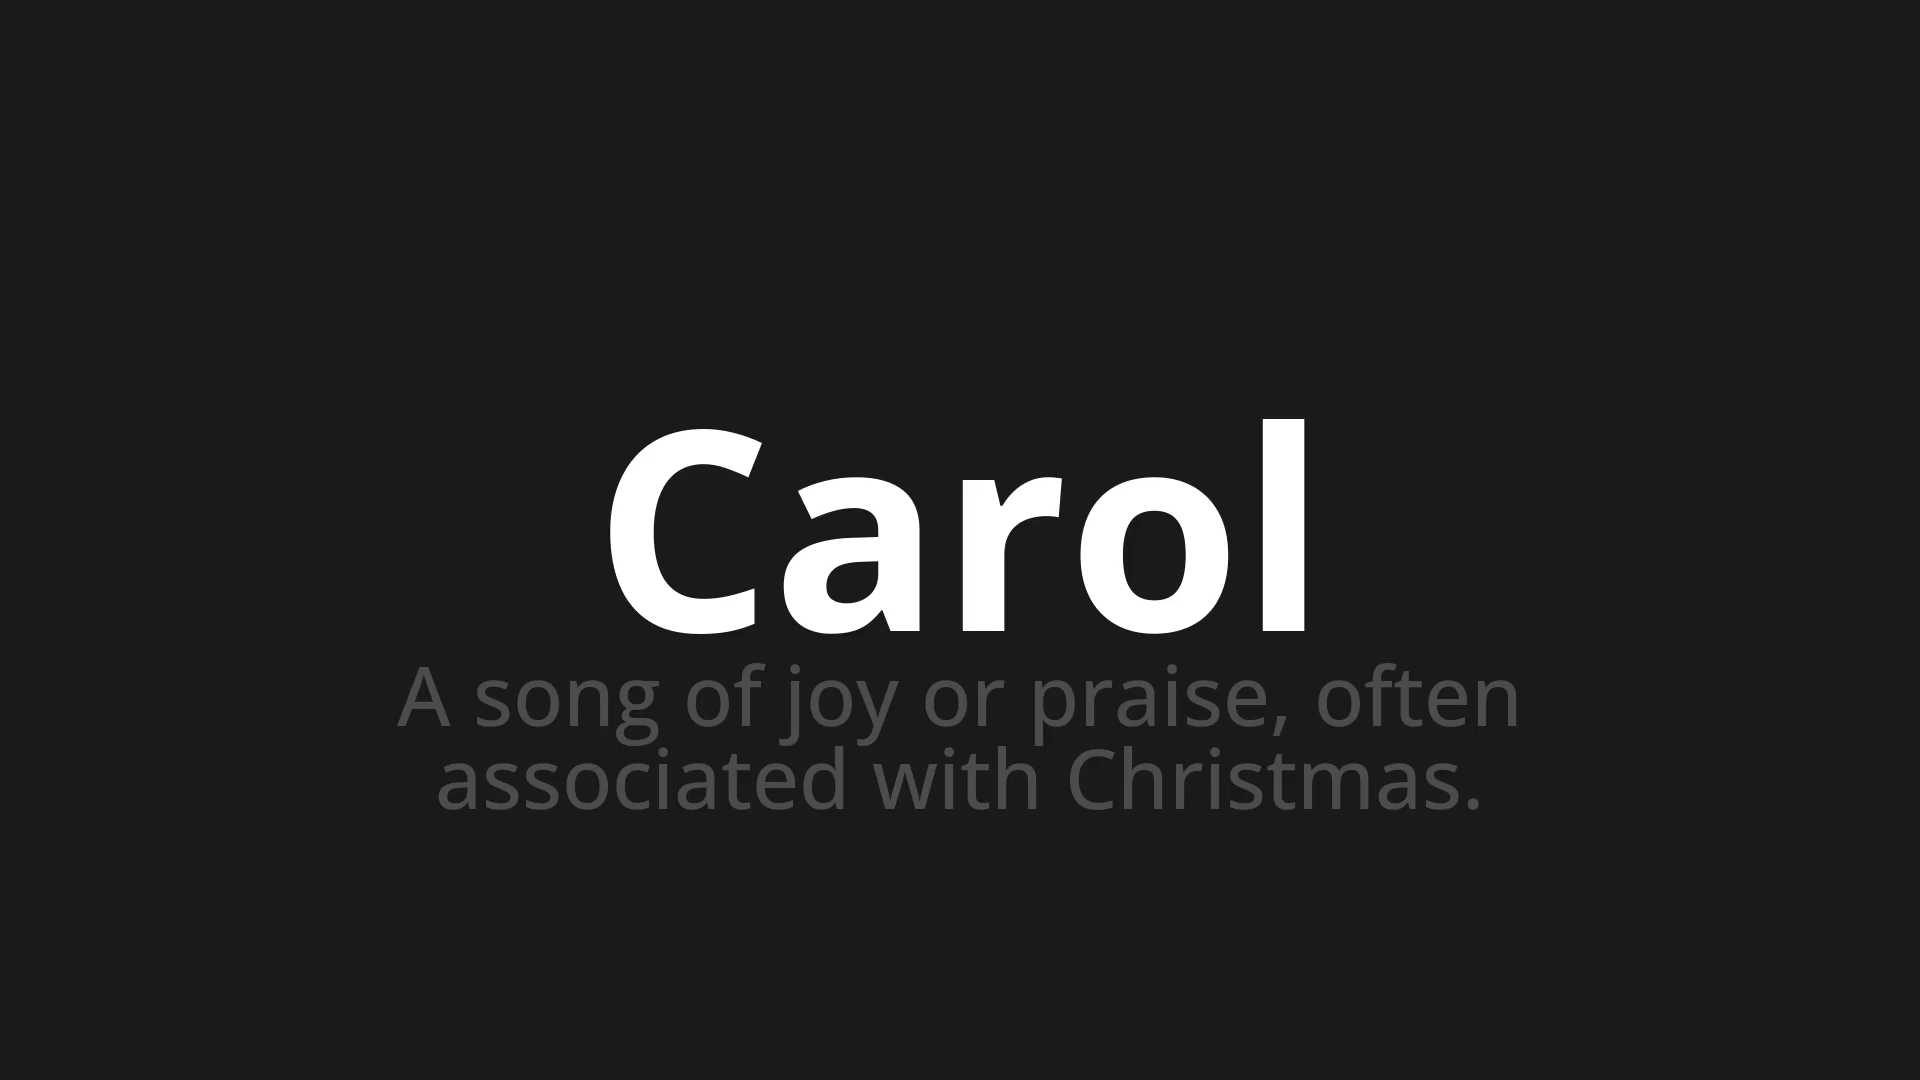 Carol
A song of joy or praise, often
associated with Christmas.